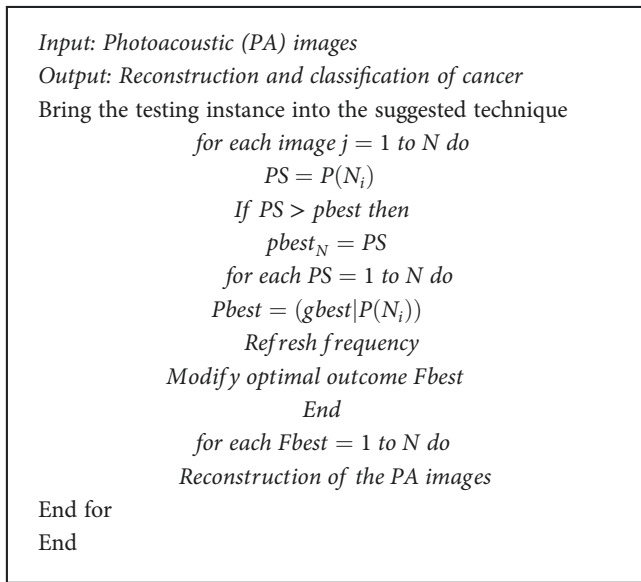 Input: Photoacoustic (PA) images
Output: Reconstruction and classification of cancer
Bring the testing instance into the suggested technique
for each image j = 1 to N do
PS = P(N_i)
If PS > pbest then
pbest_N = PS
for each PS = 1 to N do
Pbest = (gbest|P(N_i))
Refresh frequency
Modify optimal outcome Fbest
End
for each Fbest = 1 to N do
Reconstruction of the PA images
End for
End